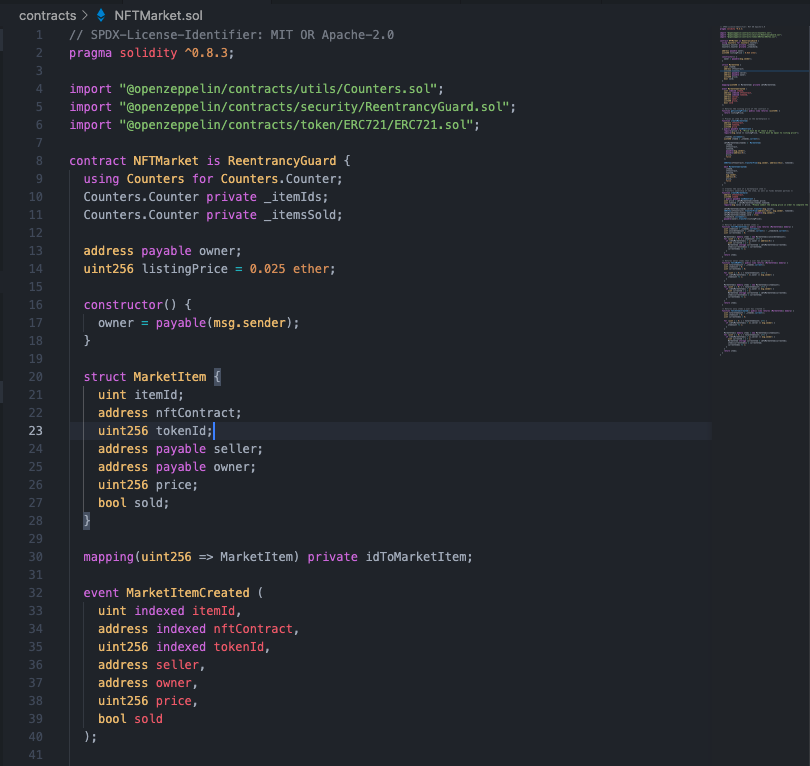 contracts > NFTMarket.sol
1 // SPDX-License-Identifier: MIT OR Apache-2.0
2 pragma solidity ^0.8.3;
3
4 import "@openzeppelin/contracts/utils/Counters.sol";
5 import "@openzeppelin/contracts/security/ReentrancyGuard.sol";
6 import "@openzeppelin/contracts/token/ERC721/ERC721.sol";
7
8 contract NFTMarket is ReentrancyGuard {
9   using Counters for Counters.Counter;
10   Counters.Counter private _itemIds;
11   Counters.Counter private _itemsSold;
12
13   address payable owner;
14   uint256 listingPrice = 0.025 ether;
15
16   constructor() {
17     owner = payable(msg.sender);
18   }
19
20   struct MarketItem {
21     uint itemId;
22     address nftContract;
23     uint256 tokenId;
24     address payable seller;
25     address payable owner;
26     uint256 price;
27     bool sold;
28   }
29
30   mapping(uint256 => MarketItem) private idToMarketItem;
31
32   event MarketItemCreated (
33     uint indexed itemId,
34     address indexed nftContract,
35     uint256 indexed tokenId,
36     address seller,
37     address owner,
38     uint256 price,
39     bool sold
40   );
41